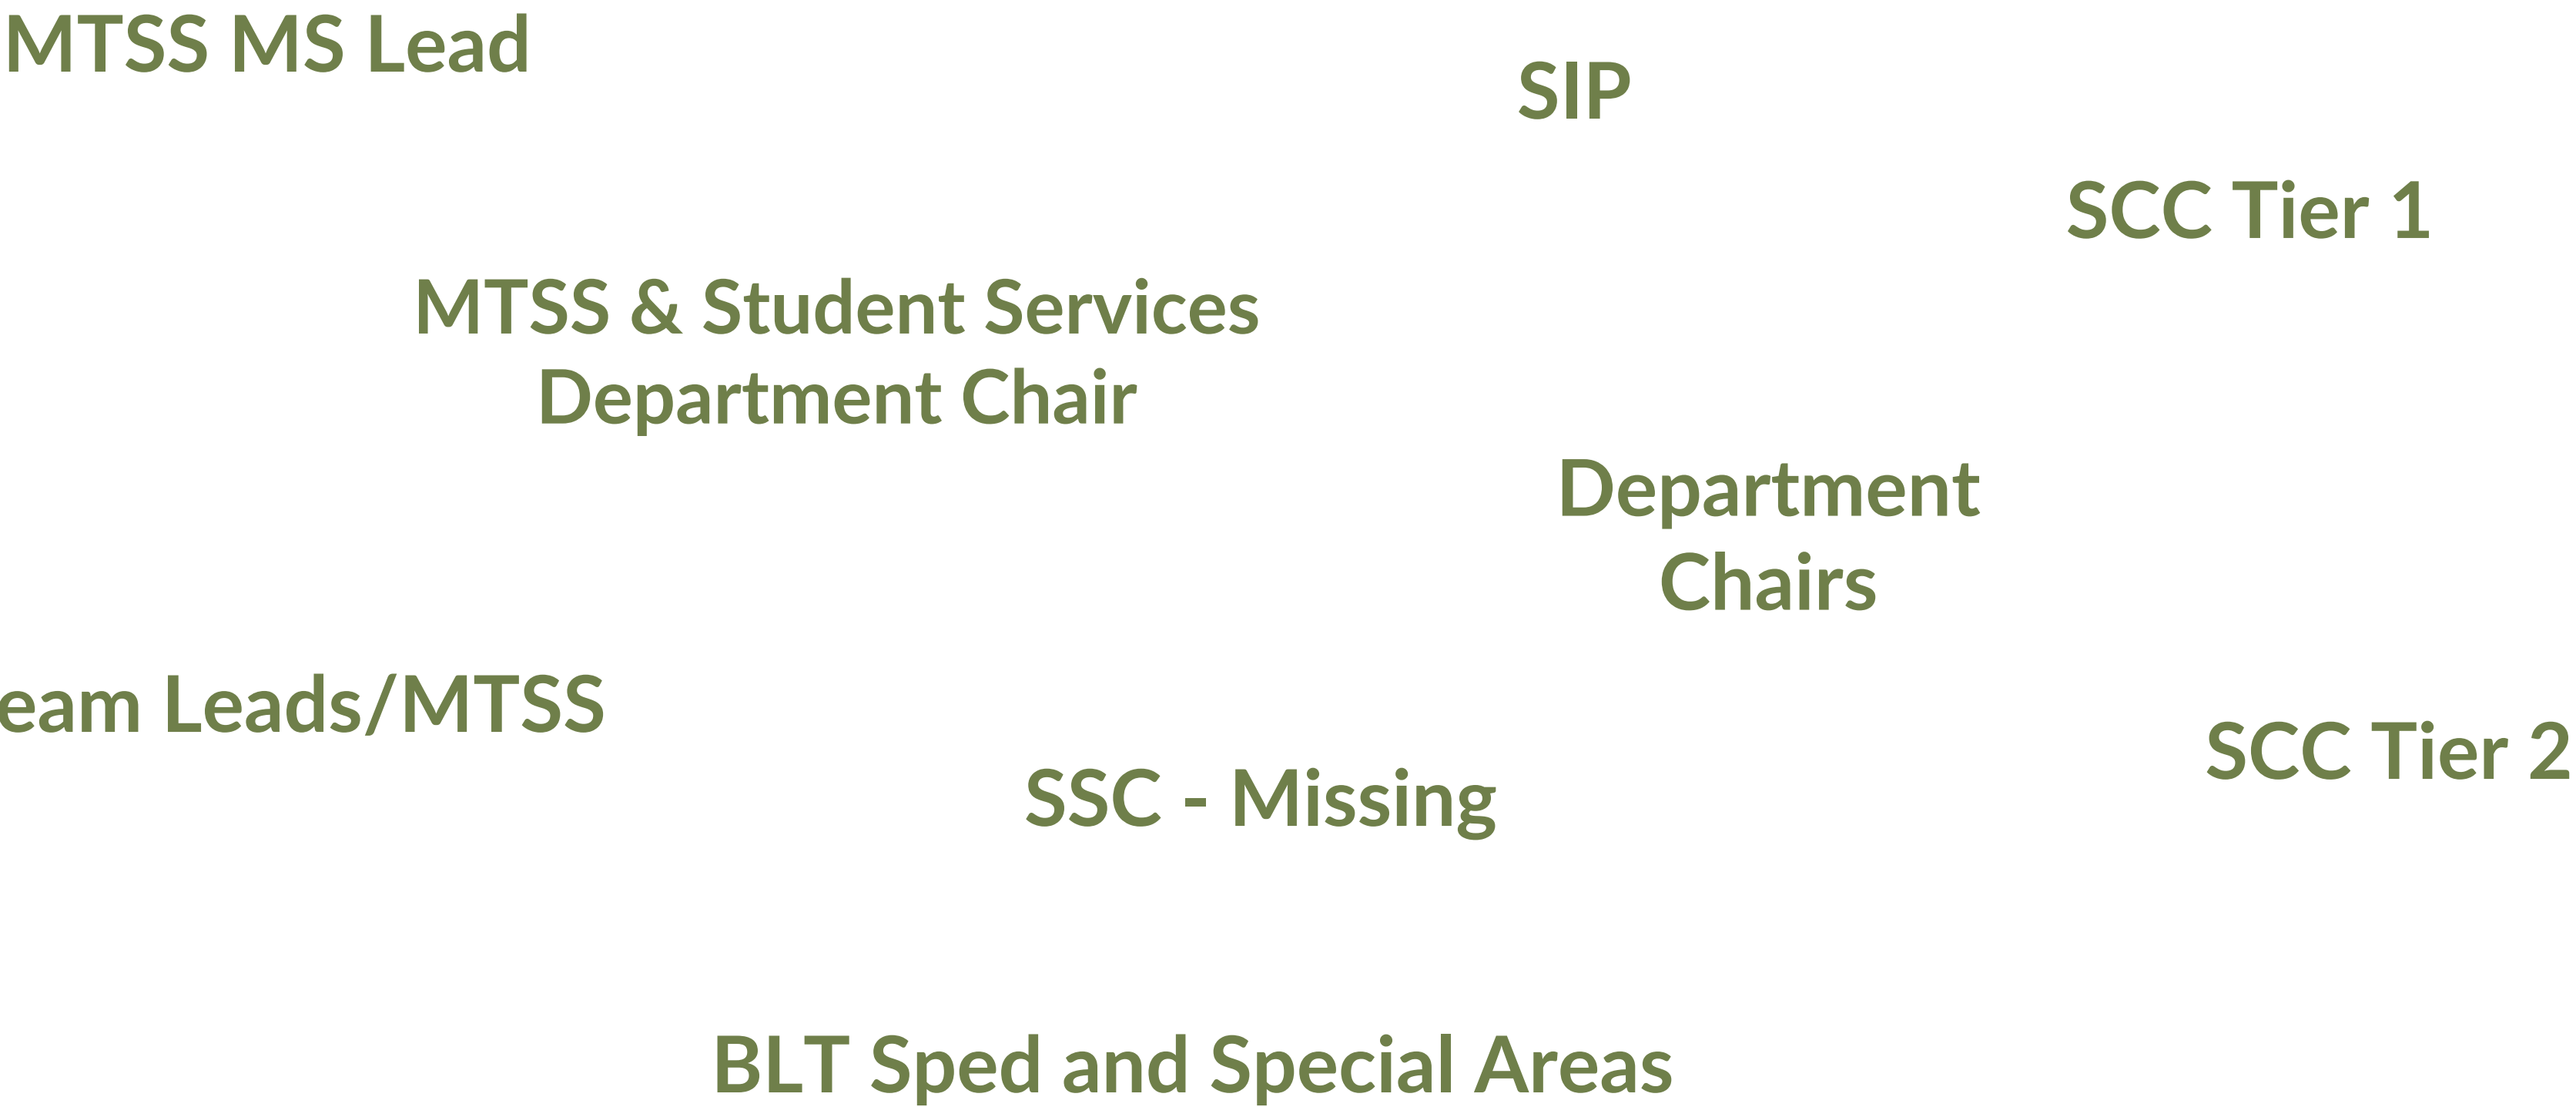 MTSS MS Lead
SIP
SCC Tier 1
MTSS & Student Services
Department Chair
Department
Chairs
eam Leads/MTSS
SCC Tier 2
SSC - Missing
BLT Sped and Special Areas